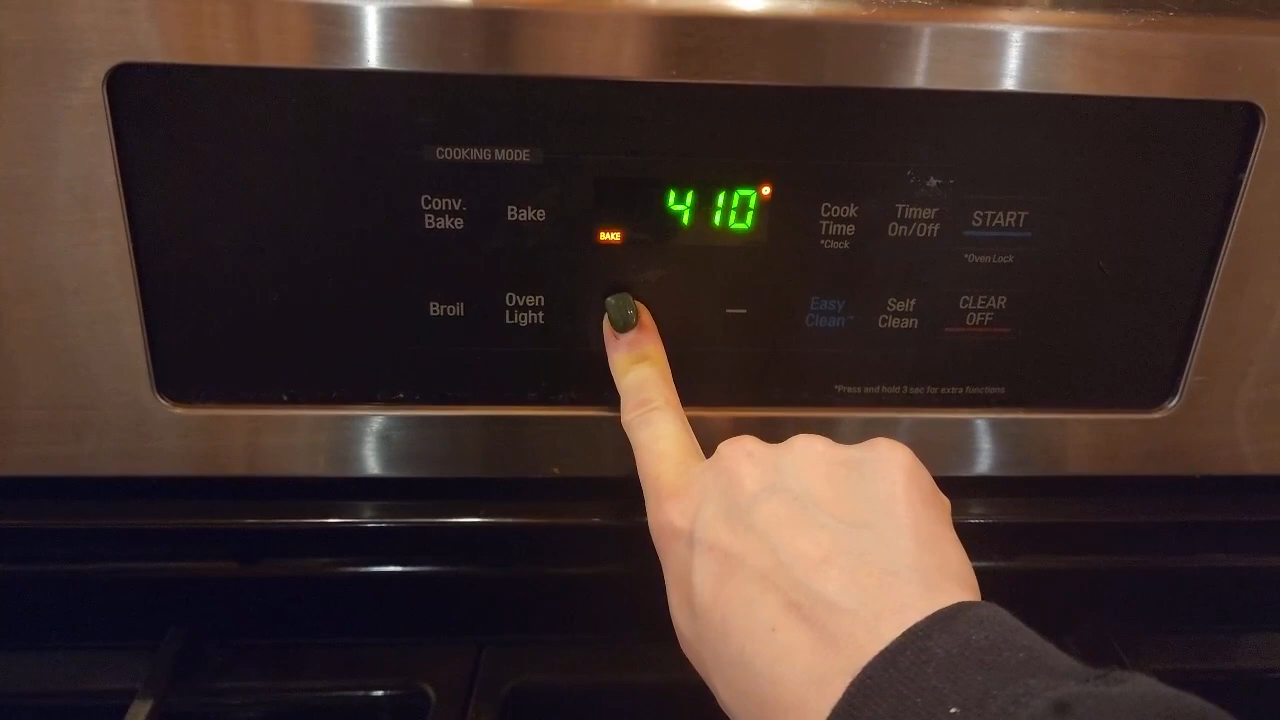 COOKING MODE
Conv.
Bake
Bake
BAKE
410°
Cook
Time
*Clock
Timer
On/Off
START
*Oven Lock
Broil
Oven
Light
—
Easy
Clean™
Self
Clean
CLEAR
OFF
*Press and hold 3 sec for extra functions